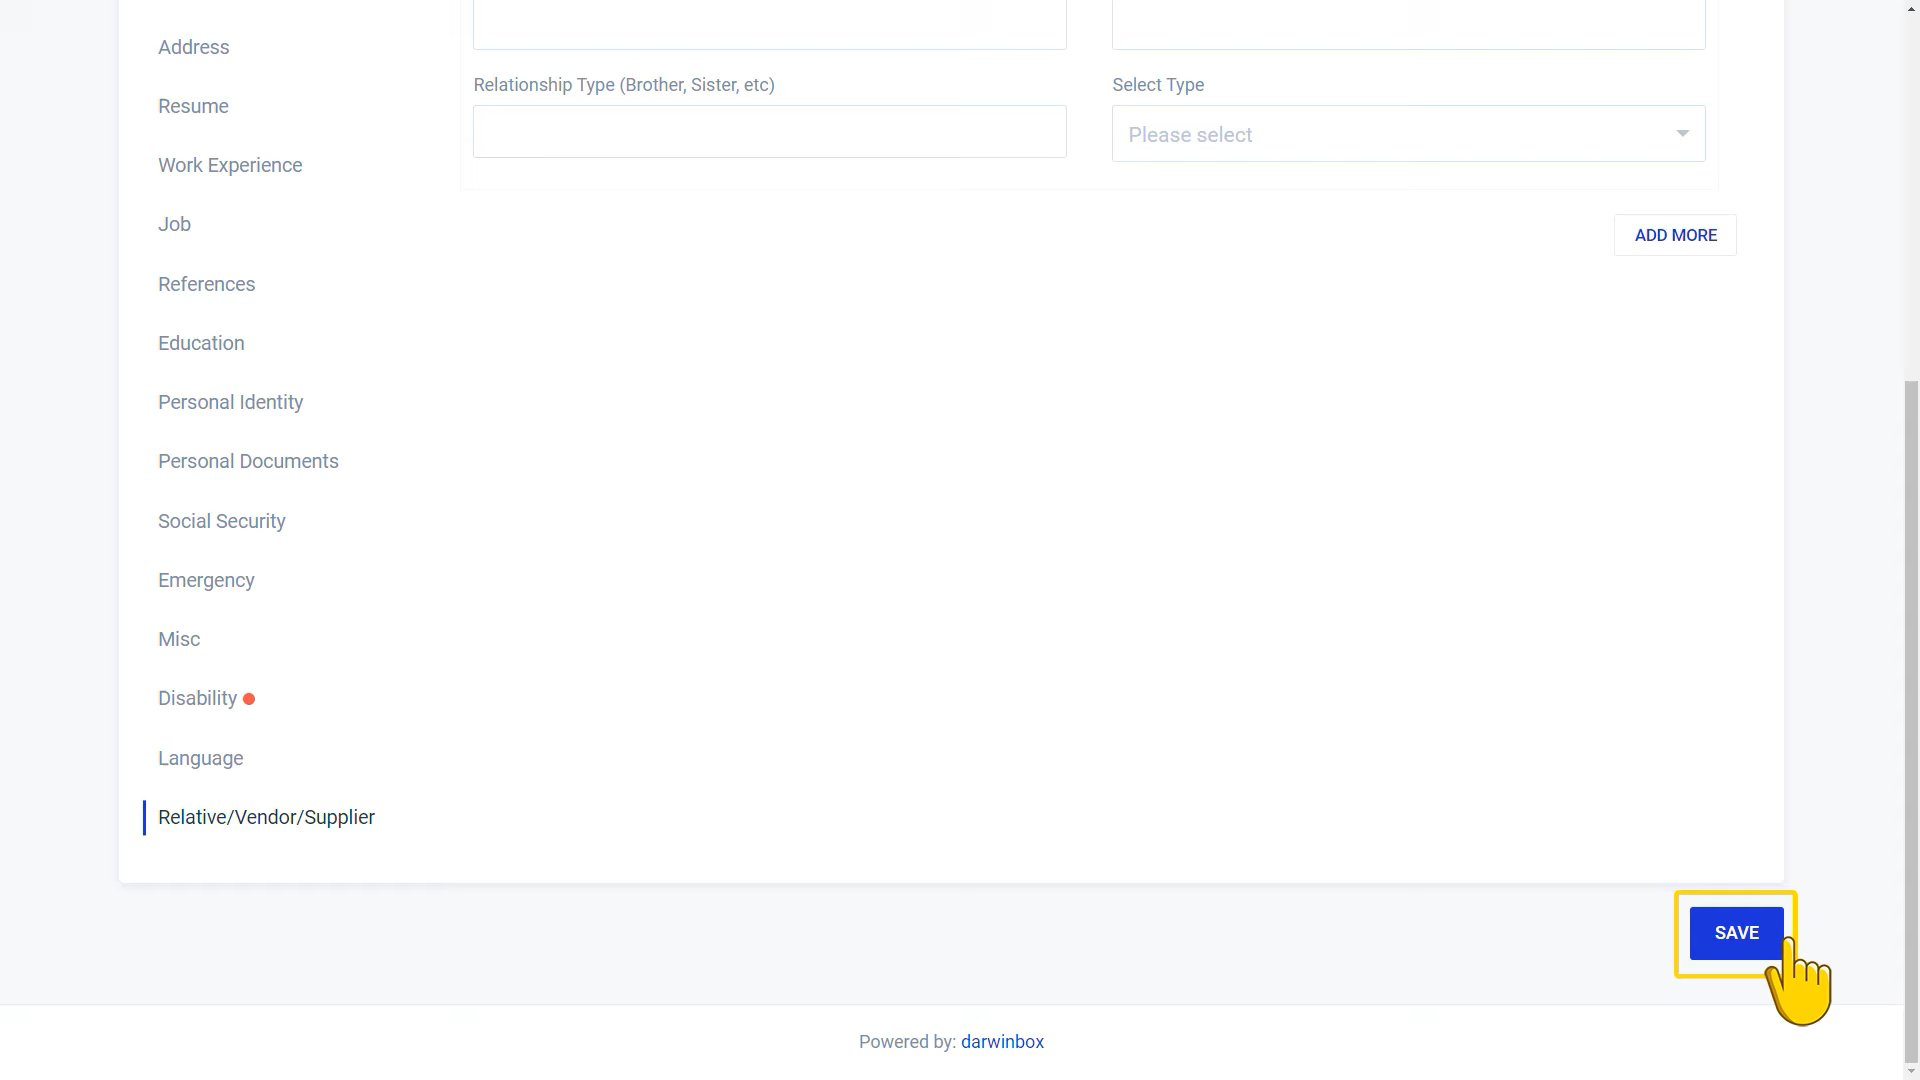 Address
Resume
Work Experience
Job
References
Education
Personal Identity
Personal Documents
Social Security
Emergency
Misc
Disability
Language
Relative/Vendor/Supplier
Relationship Type (Brother, Sister, etc)
Select Type
Please select
ADD MORE
SAVE
Powered by: darwinbox